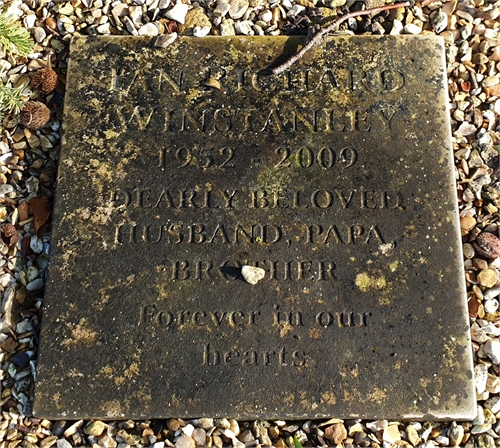 IAN RICHARD
WINSTANLEY
1952 - 2009
DEARLY BELOVED
HUSBAND, PAPA,
BROTHER
Forever in our
hearts